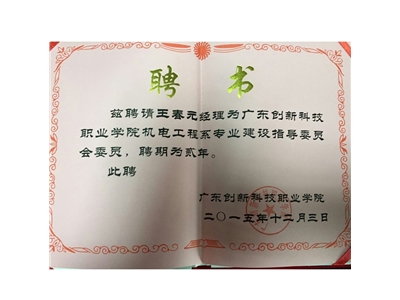 聘 书
兹聘请王春元经理为广东创新科技
职业学院机电工程系专业建设指导委员
会委员，聘期为贰年。
此聘
广东创新科技职业学院
二〇一五年十二月三日